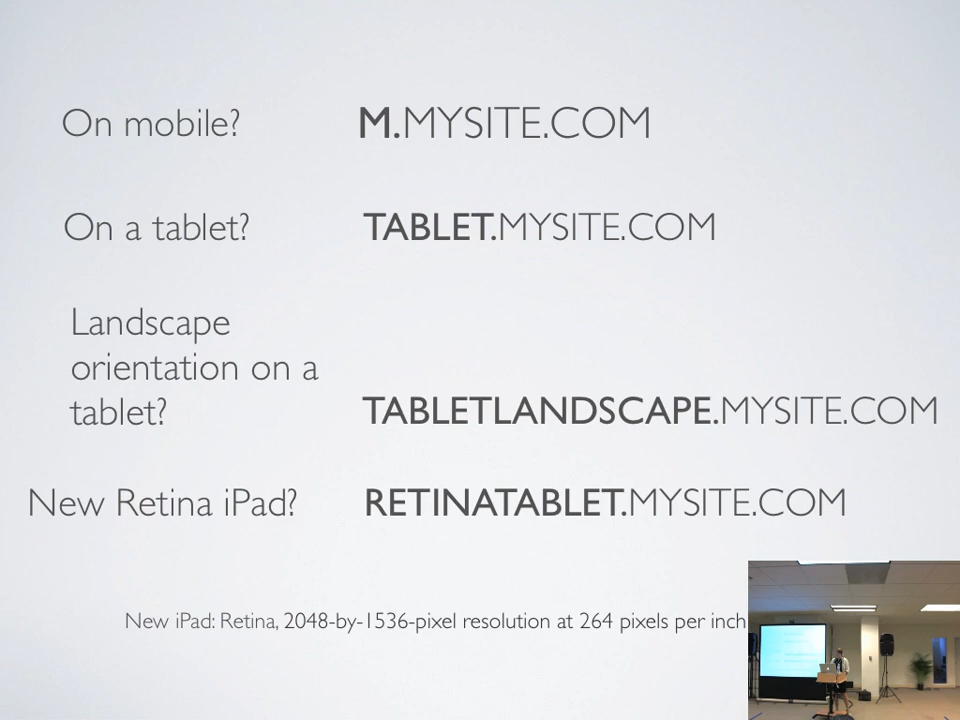 On mobile? M.MYSITE.COM
On a tablet? TABLET.MYSITE.COM
Landscape
orientation on a
tablet? TABLETLANDSCAPE.MYSITE.COM
New Retina iPad? RETINATABLET.MYSITE.COM
New iPad: Retina, 2048-by-1536-pixel resolution at 264 pixels per inch